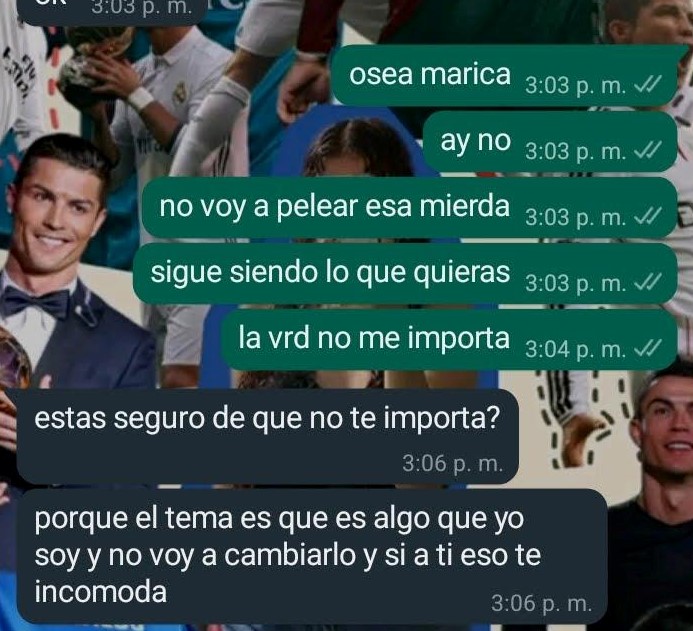 3:03 p. m.
osea marica 3:03 p. m.
ay no 3:03 p. m.
no voy a pelear esa mierda 3:03 p. m.
sigue siendo lo que quieras 3:03 p. m.
la vrd no me importa 3:04 p. m.
estas seguro de que no te importa?
3:06 p. m.
porque el tema es que es algo que yo
soy y no voy a cambiarlo y si a ti eso te
incomoda
3:06 p. m.